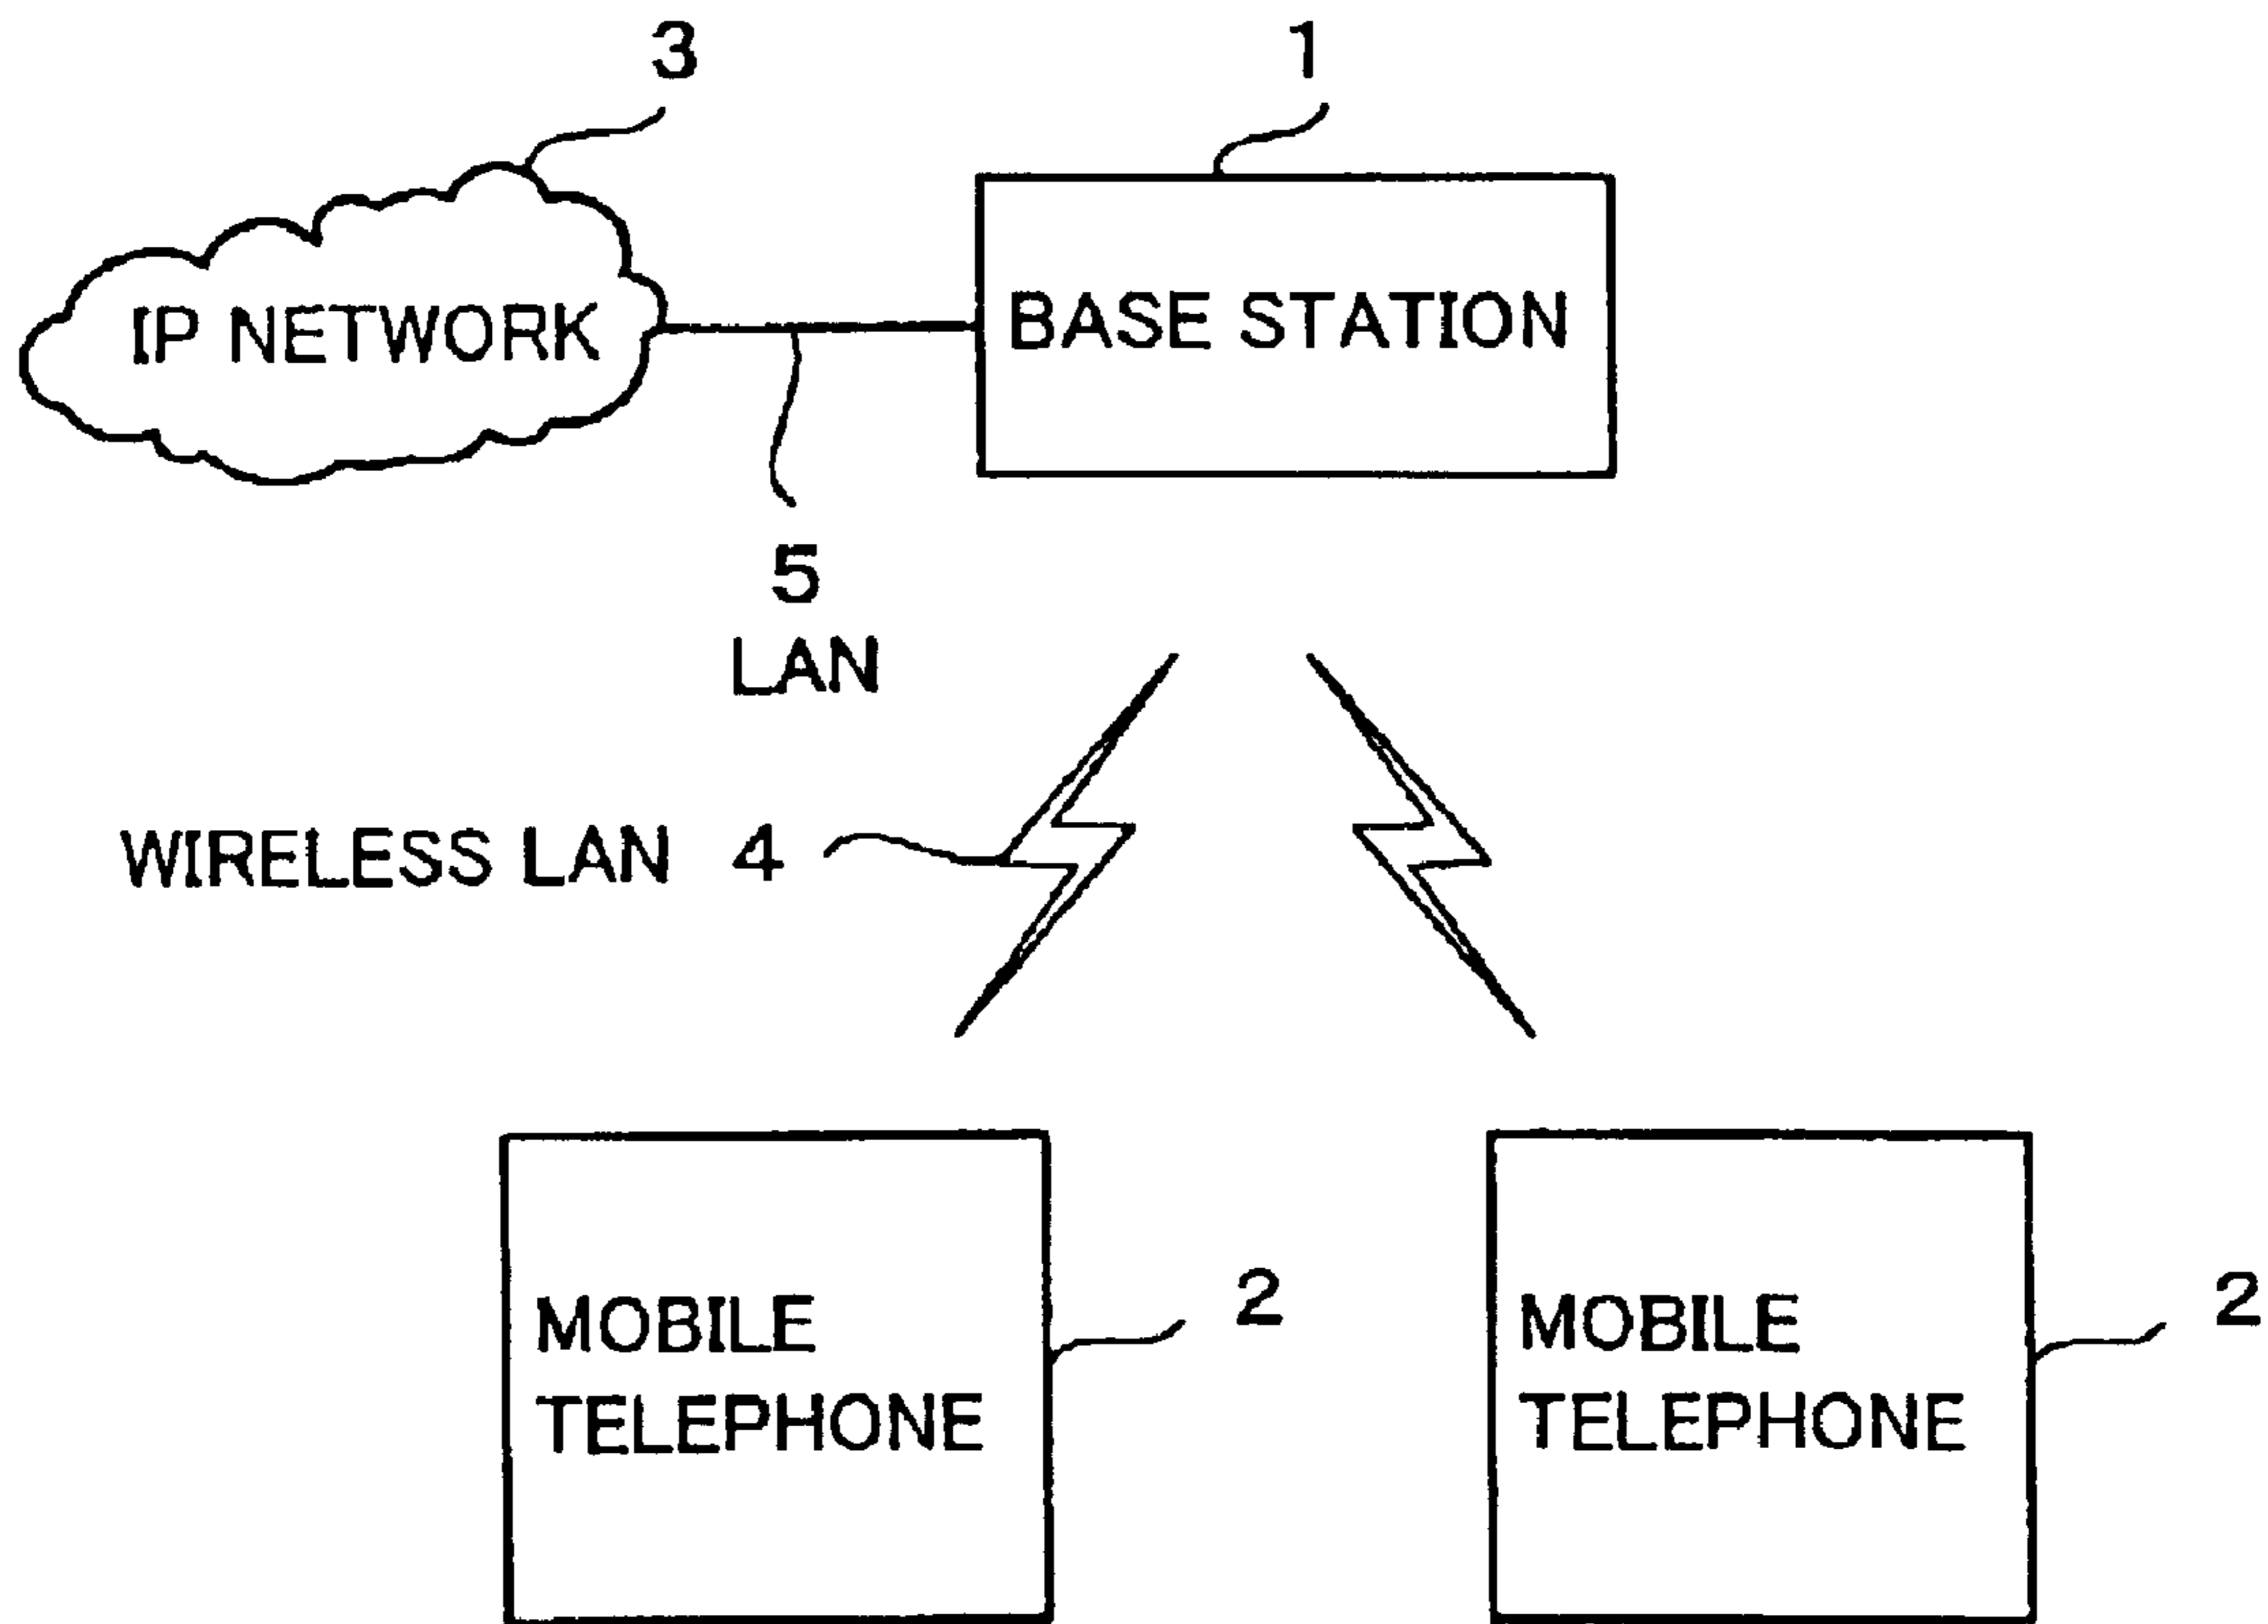 3
1
IP NETWORK
BASE STATION
5
LAN
WIRELESS LAN 4
MOBILE
TELEPHONE
2
MOBILE
TELEPHONE
2